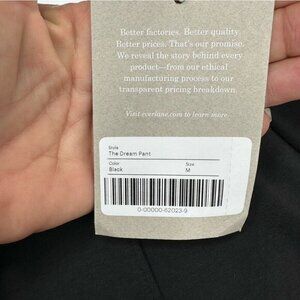 Better factories. Better quality.
Better prices. That's our promise.
We reveal the story behind every
product—from our ethical
manufacturing process to our
transparent pricing breakdown.
Visit everlane.com to learn more.
Style
The Dream Pant
Color Size
Black M
0-00000-62023-9